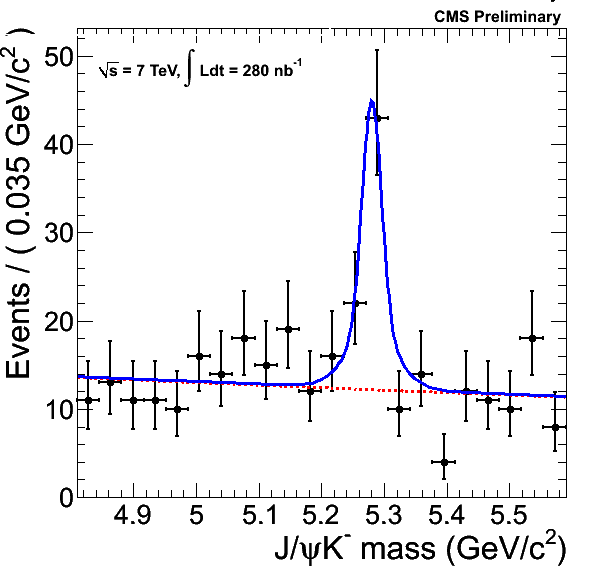 CMS Preliminary
√s = 7 TeV, ∫ Ldt = 280 nb⁻¹
Events / ( 0.035 GeV/c² )
50
40
30
20
10
0
4.9 5 5.1 5.2 5.3 5.4 5.5
J/ψK⁻ mass (GeV/c²)